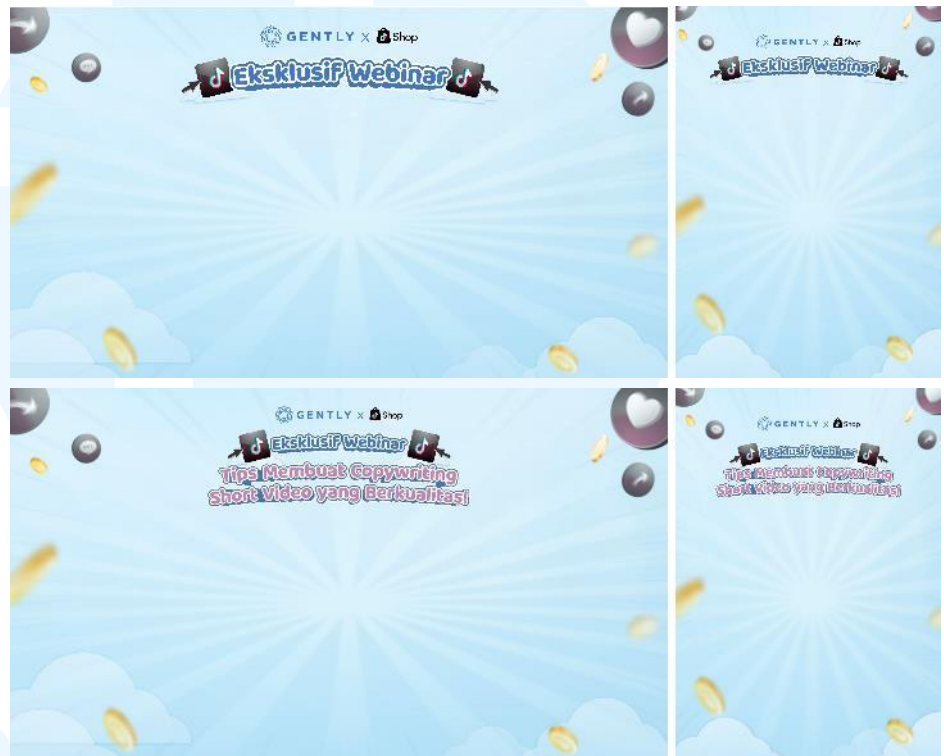 GENTLY X Shop
Eksklusif Webinar
GENTLY X Shop
Eksklusif Webinar
GENTLY X Shop
Eksklusif Webinar
Tips Membuat Copywriting
Short Video yang Berkualitas!
GENTLY X Shop
Eksklusif Webinar
Tips Membuat Copywriting
Short Video yang Berkualitas!